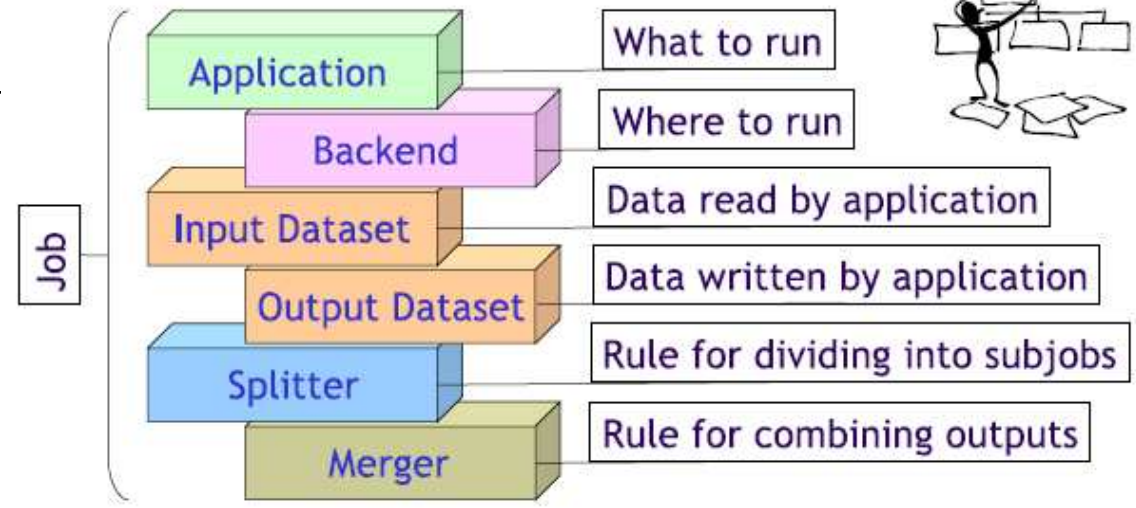 Application
What to run
Backend
Where to run
Input Dataset
Data read by application
Job
Output Dataset
Data written by application
Splitter
Rule for dividing into subjobs
Merger
Rule for combining outputs